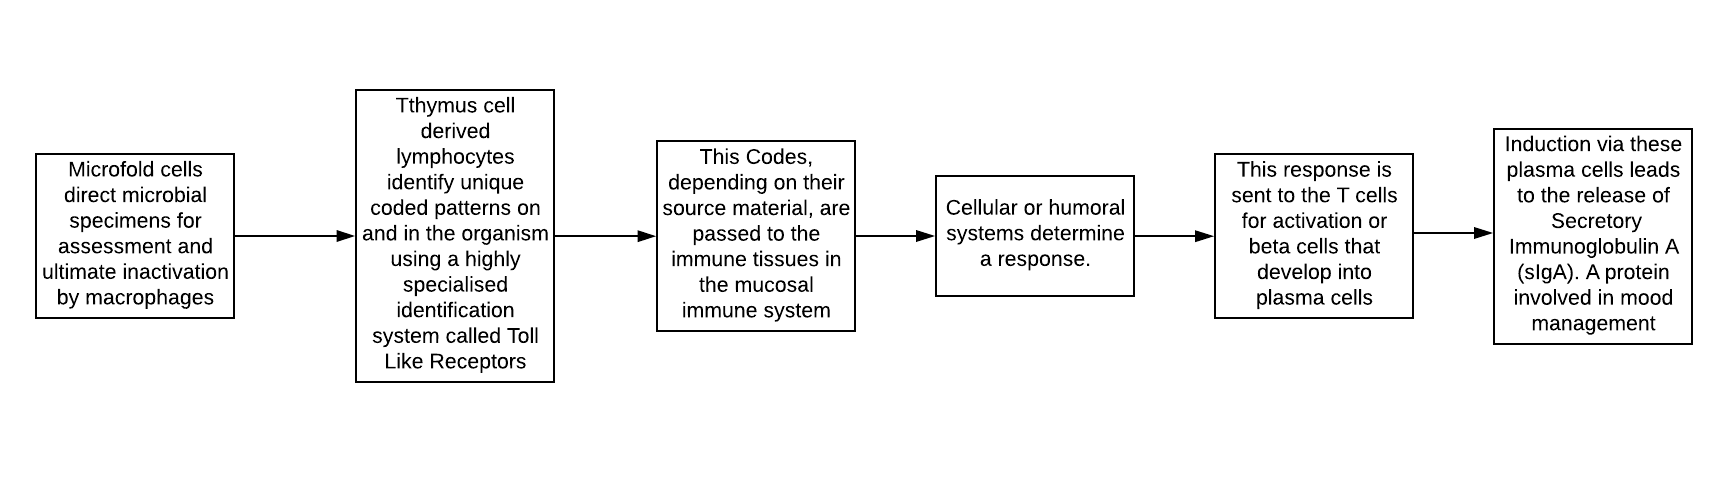 Microfold cells
direct microbial
specimens for
assessment and
ultimate inactivation
by macrophages
Tthymus cell
derived
lymphocytes
identify unique
coded patterns on
and in the organism
using a highly
specialised
identification
system called Toll
Like Receptors
This Codes,
depending on their
source material, are
passed to the
immune tissues in
the mucosal
immune system
Cellular or humoral
systems determine
a response.
This response is
sent to the T cells
for activation or
beta cells that
develop into
plasma cells
Induction via these
plasma cells leads
to the release of
Secretory
Immunoglobulin A
(sIgA). A protein
involved in mood
management